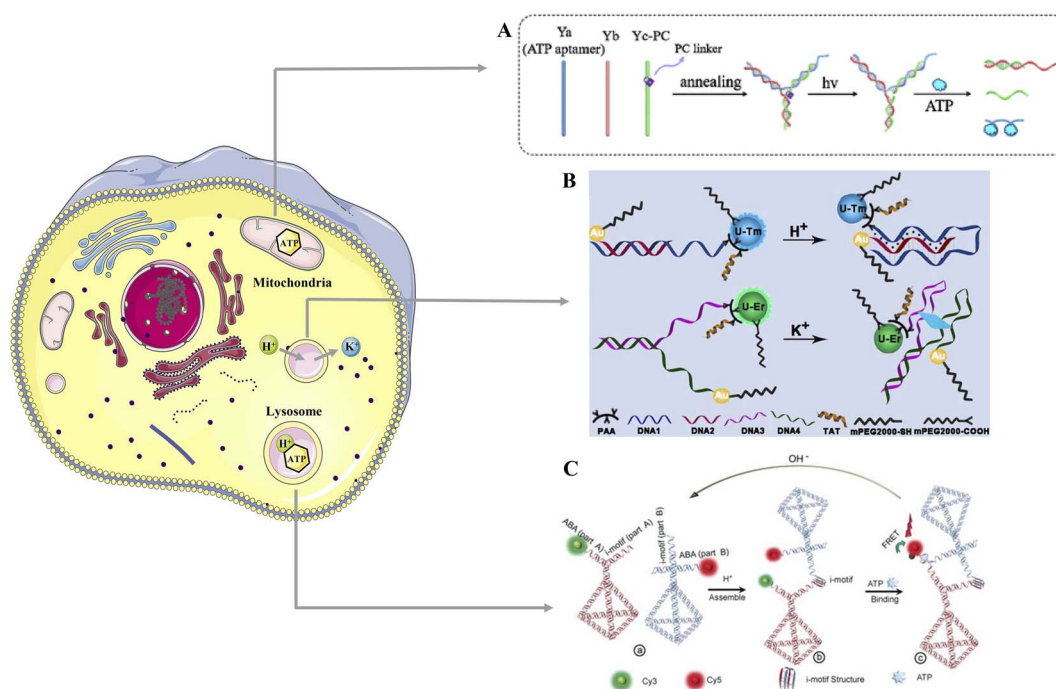 A
Ya
(ATP aptamer)
Yb
Yc-PC
PC linker
annealing
hv
ATP
B
Au
U-Tm
H+
U-Tm
Au
U-Er
K+
U-Er
Au
Au
PAA
DNA1
DNA2
DNA3
DNA4
TAT
mPEG2000-SH
mPEG2000-COOH
ATP
Mitochondria
H+
K+
Lysosome
H+
ATP
C
OH -
ABA (part A)
i-motif (part A)
i-motif (part B)
ABA (part B)
H+
Assemble
i-motif
ATP
Binding
FRET
a
b
c
Cy3
Cy5
i-motif Structure
ATP